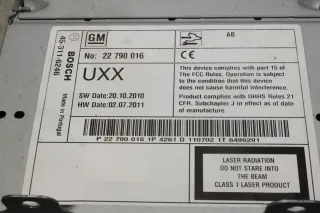 GM
AB
No: 22 790 016
CE
UXX
SW Date:20.10.2010
HW Date:02.07.2011
This device complies with part 15 of
The FCC Rules. Operation is subject
to the condition that this device
does not cause harmful interference.
Product complies with DHHS Rules 21
CFR. Subchapter J in effect as of
date of manufacture.
P 22 790 016 1P 4261 D 110702 1T 6496291
LASER RADIATION
DO NOT STARE INTO
THE BEAM
CLASS 1 LASER PRODUCT
BOSCH
45-311-6246
Made in Portugal